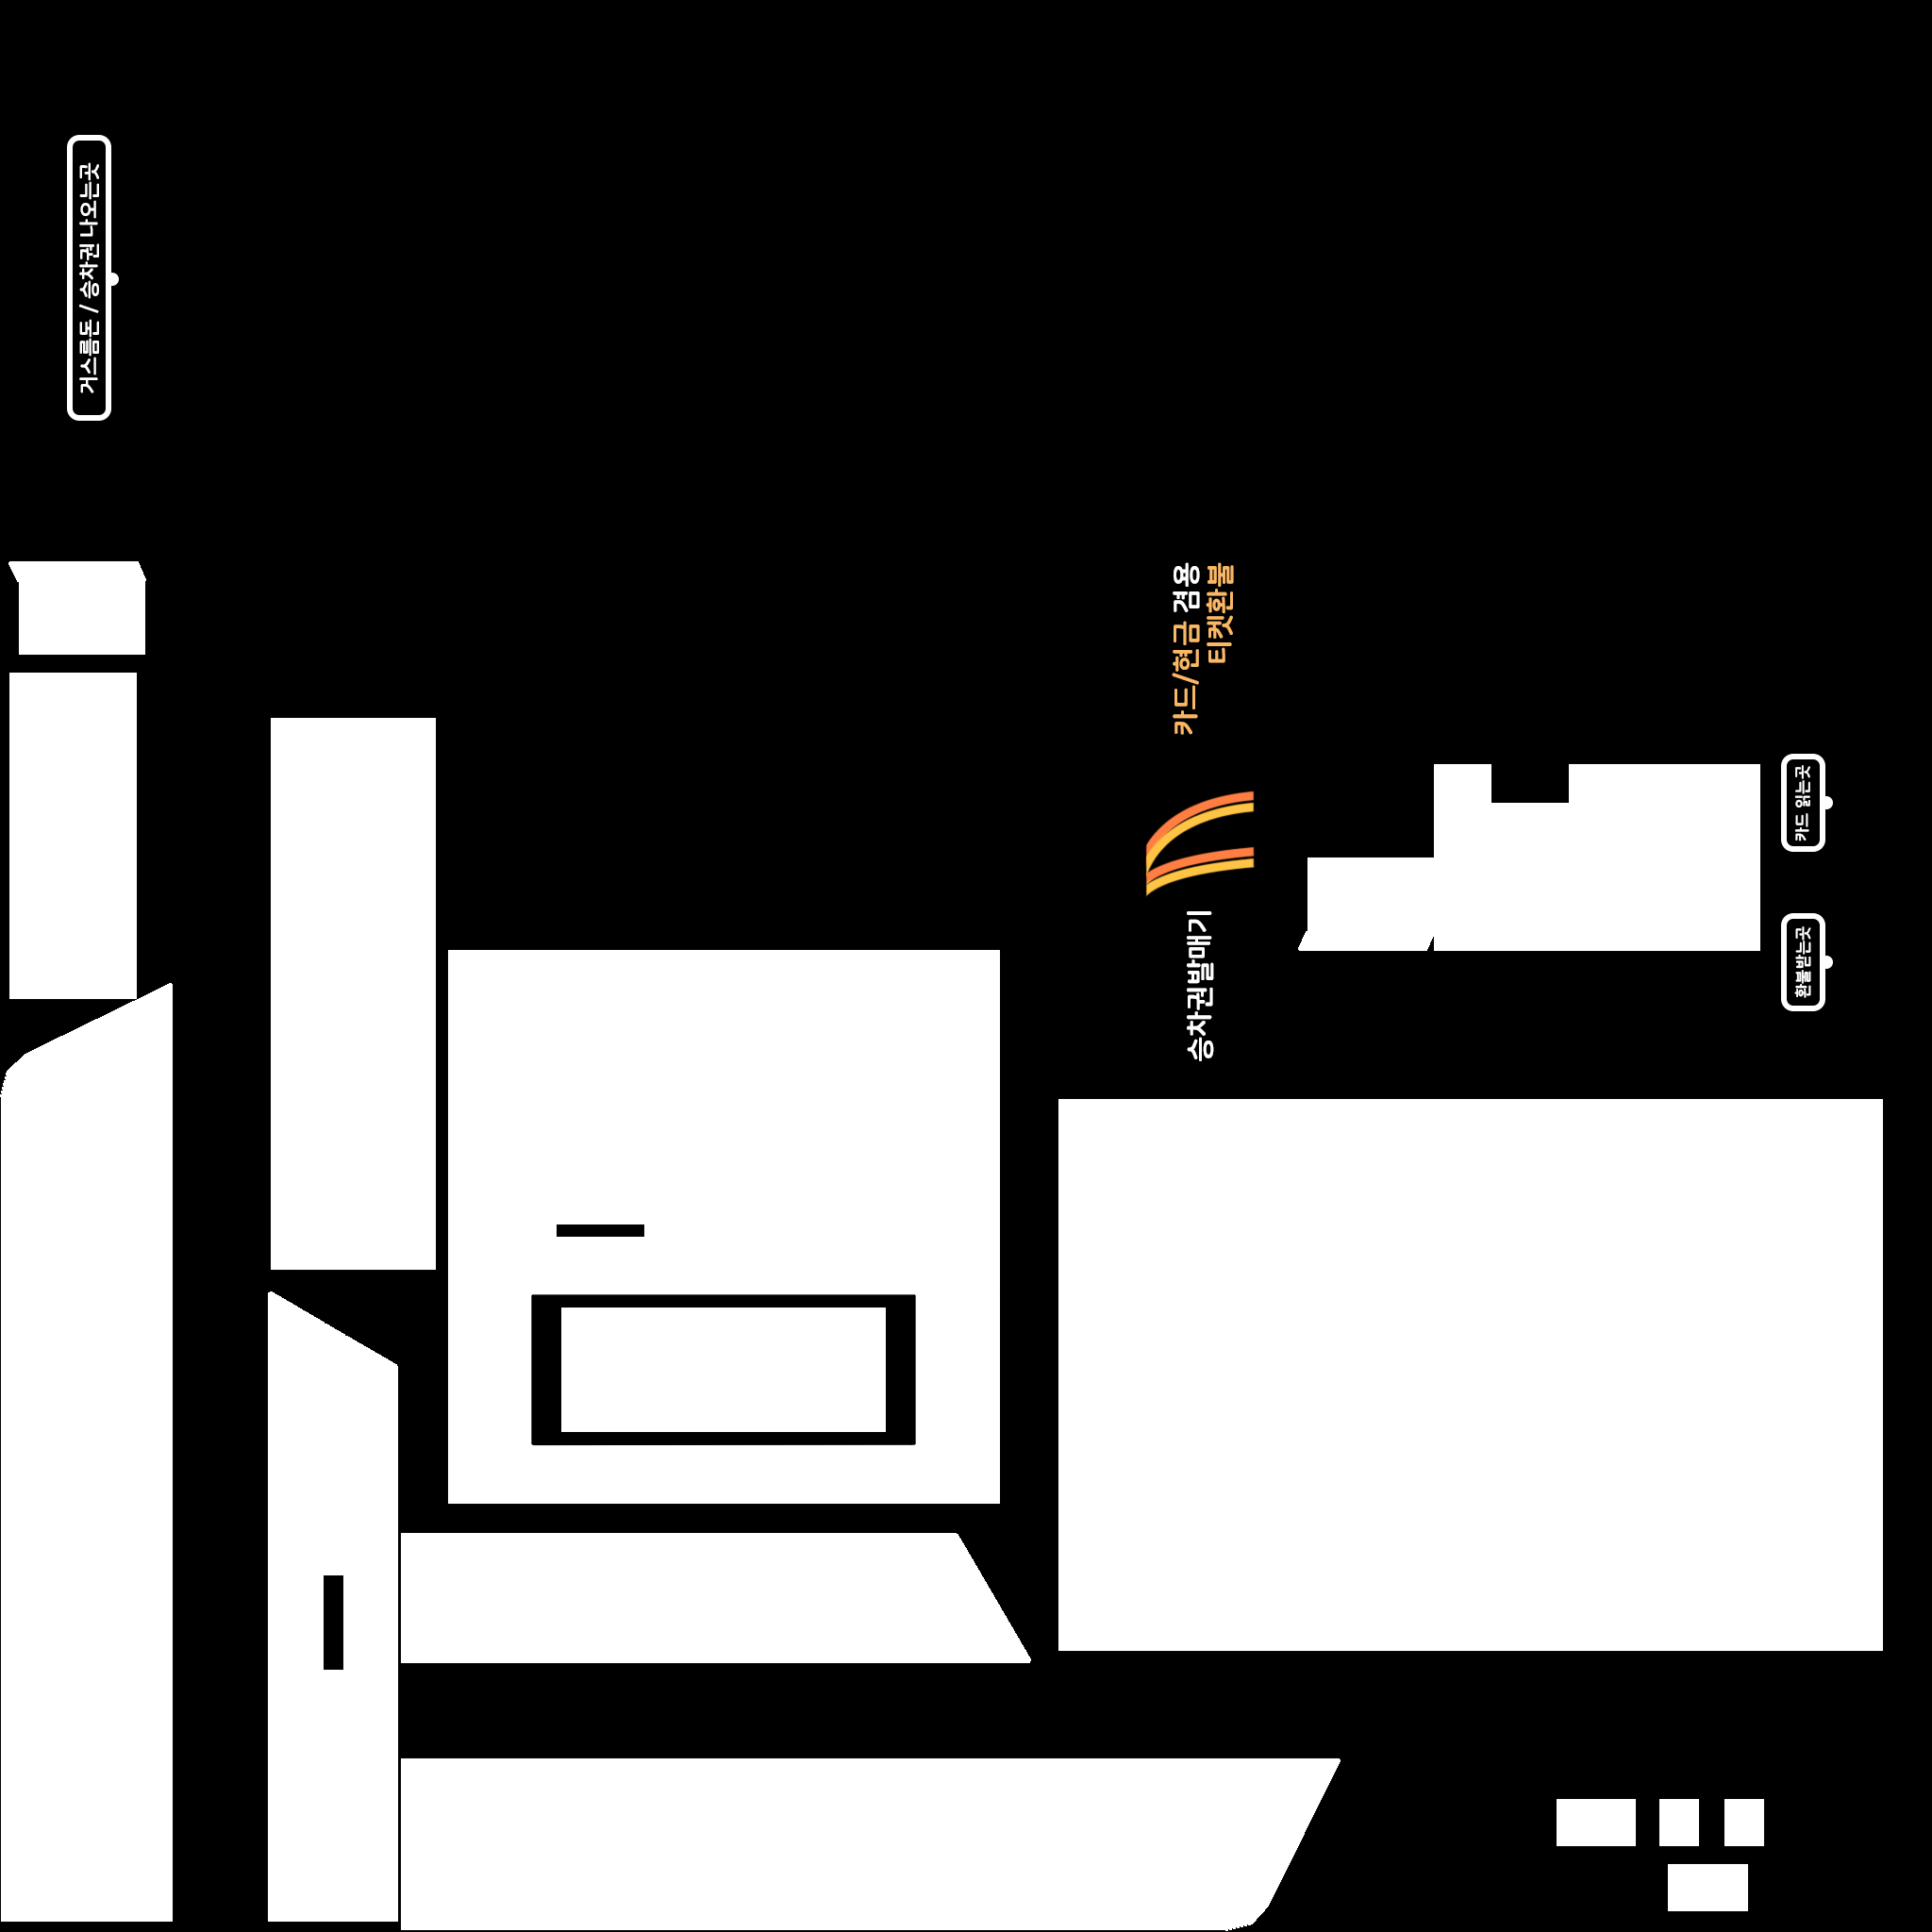 거스름돈 / 승차권 나오는곳
카드/현금 겸용
티켓환불
승차권발매기
카드 읽는곳
환불받는곳